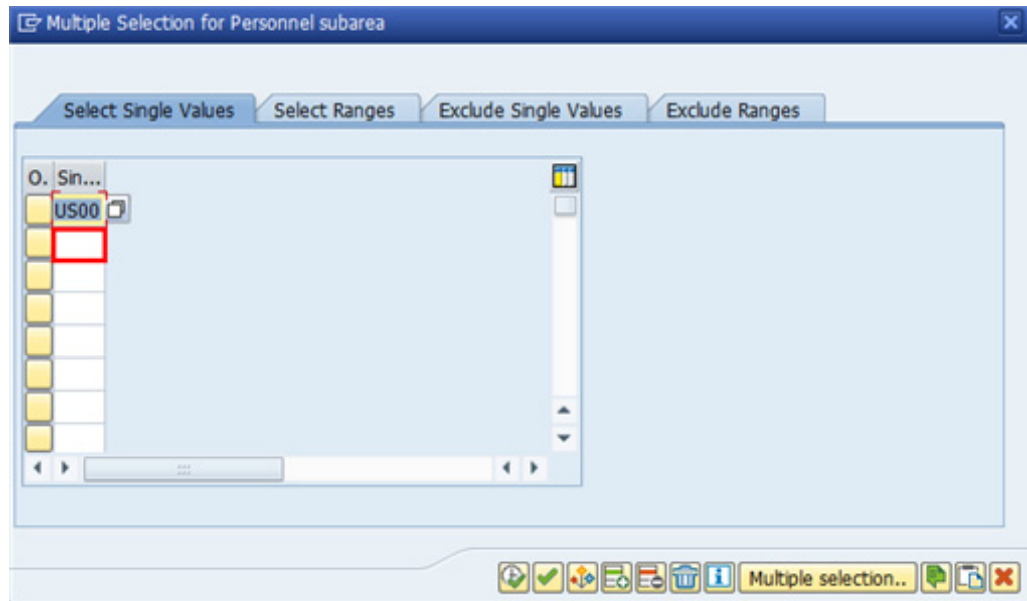 Multiple Selection for Personnel subarea
Select Single Values Select Ranges Exclude Single Values Exclude Ranges
O. Sin...
US00
Multiple selection..